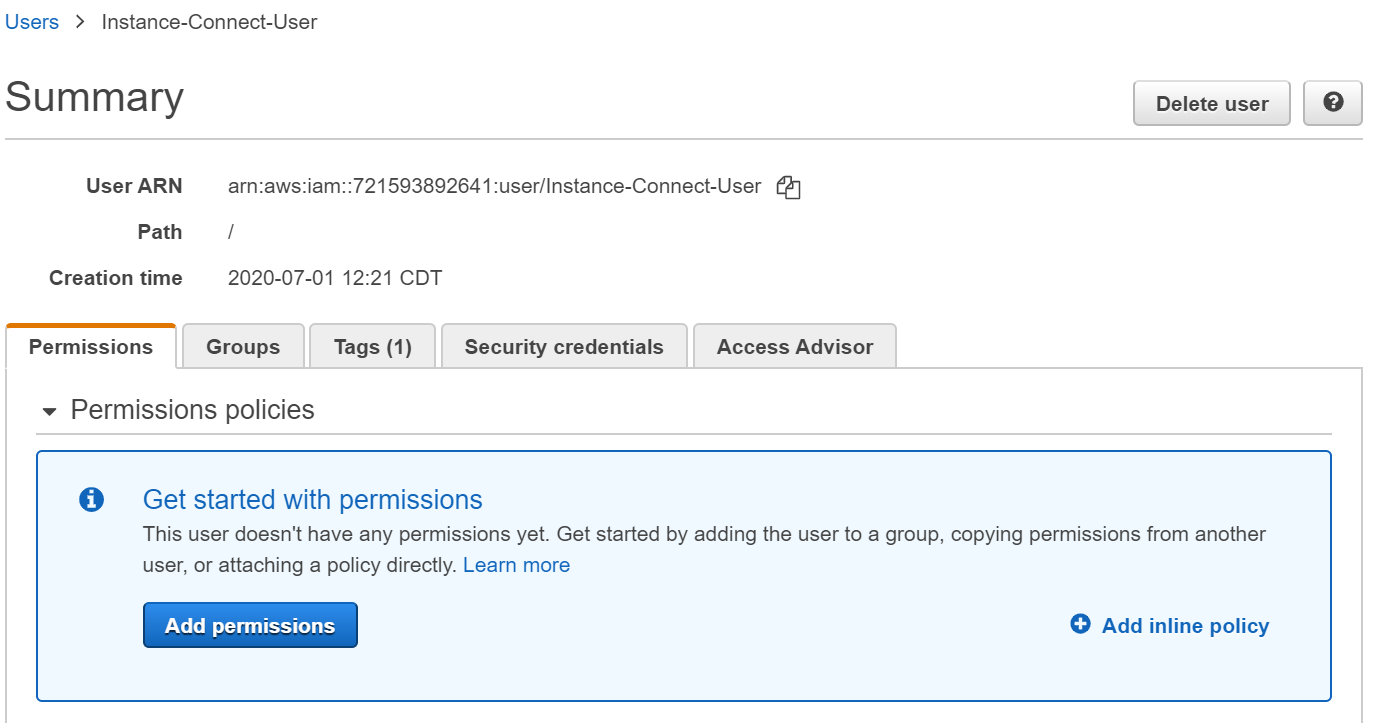 Users > Instance-Connect-User
Summary
Delete user
?
User ARN arn:aws:iam::721593892641:user/Instance-Connect-User
Path /
Creation time 2020-07-01 12:21 CDT
Permissions Groups Tags (1) Security credentials Access Advisor
Permissions policies
Get started with permissions
This user doesn't have any permissions yet. Get started by adding the user to a group, copying permissions from another
user, or attaching a policy directly. Learn more
Add permissions
Add inline policy